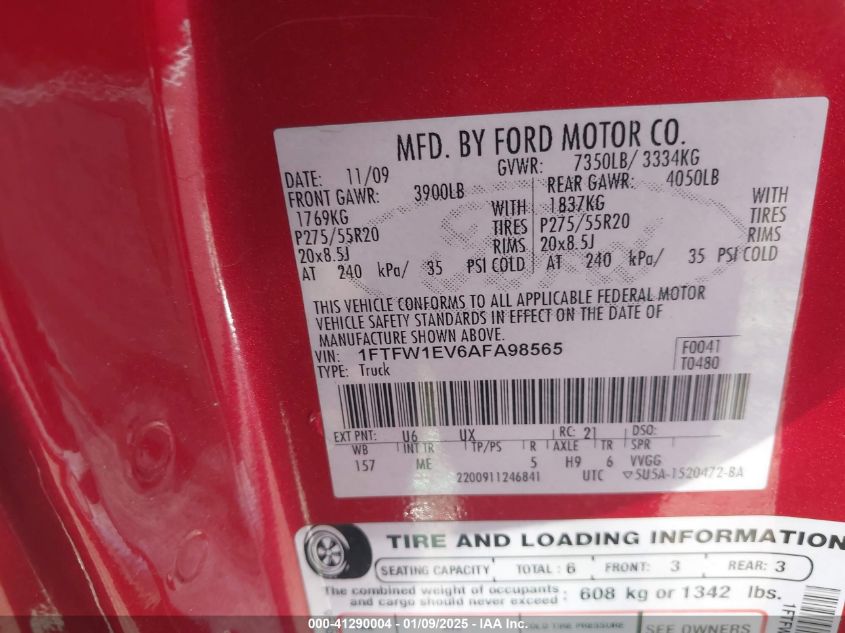 MFD. BY FORD MOTOR CO.
DATE: 11/09 GVWR: 7350LB/ 3334KG
FRONT GAWR: 3900LB REAR GAWR: 4050LB
1769KG WITH 1837KG WITH
P275/55R20 TIRES P275/55R20 TIRES
20x8.5J RIMS 20x8.5J RIMS
AT 240 kPa/ 35 PSI COLD AT 240 kPa/ 35 PSI COLD
THIS VEHICLE CONFORMS TO ALL APPLICABLE FEDERAL MOTOR
VEHICLE SAFETY STANDARDS IN EFFECT ON THE DATE OF
MANUFACTURE SHOWN ABOVE.
VIN: 1FTFW1EV6AFA98565 F0041
TYPE: Truck T0480
EXT PNT: U6 UX RC: 21 DSO:
WB INT TR TP/PS R AXLE TR SPR
157 ME 5 H9 6 VVGG
2200911246841 UTC ▽SU5A-1520472-BA
TIRE AND LOADING INFORMATION
SEATING CAPACITY TOTAL : 6 FRONT: 3 REAR: 3
The combined weight of occupants and cargo should never exceed : 608 kg or 1342 lbs.
COLD TIRE PRESSURE SEE OWNERS
000-41290004 - 01/09/2025 - IAA Inc.